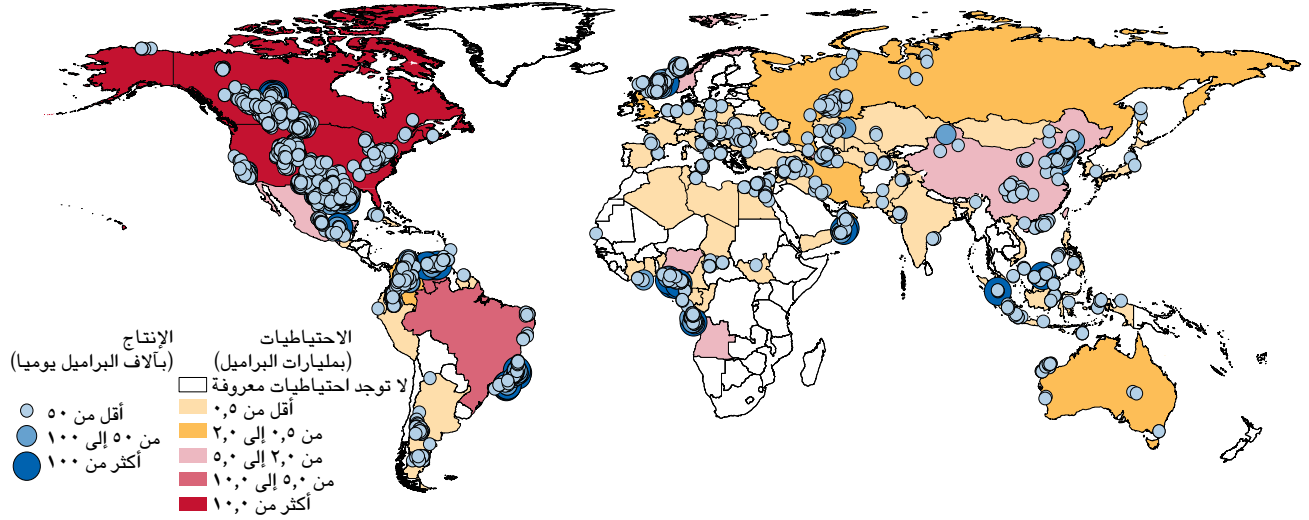 الاحتياطيات
(بمليارات البراميل)
لا توجد احتياطيات معروفة
أقل من ٠,٥
من ٠,٥ إلى ٢,٠
من ٢,٠ إلى ٥,٠
من ٥,٠ إلى ١٠,٠
أكثر من ١٠,٠
الإنتاج
(بآلاف البراميل يوميا)
أقل من ٥٠
من ٥٠ إلى ١٠٠
أكثر من ١٠٠